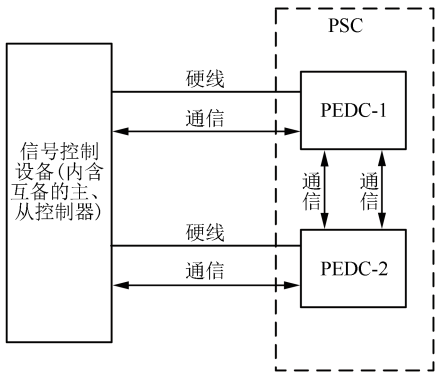 PSC
硬线
PEDC-1
通信
信号控制
设备(内含
互备的主、
从控制器)
通信
通信
硬线
PEDC-2
通信